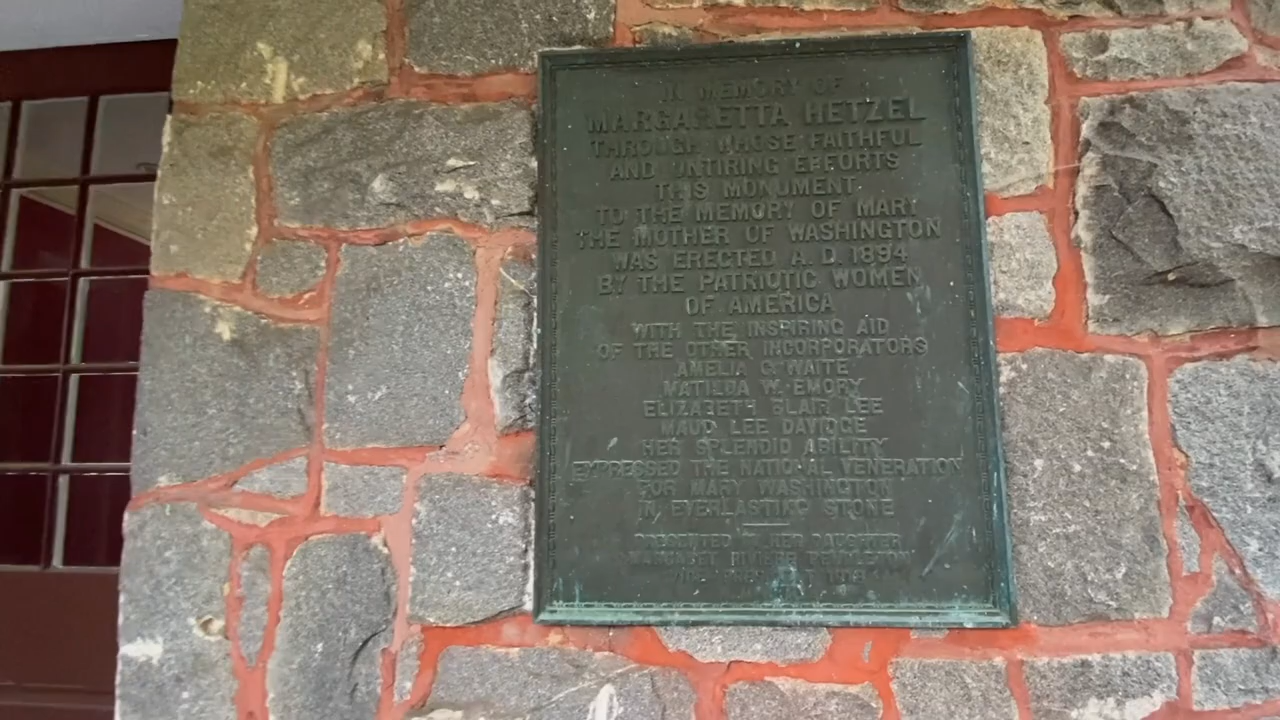 IN MEMORY OF
MARGARETTA HETZEL
THROUGH WHOSE FAITHFUL
AND UNTIRING EFFORTS
THIS MONUMENT
TO THE MEMORY OF MARY
THE MOTHER OF WASHINGTON
WAS ERECTED A. D. 1894
BY THE PATRIOTIC WOMEN
OF AMERICA
WITH THE INSPIRING AID
OF THE OTHER INCORPORATORS
AMELIA C. WAITE
MATILDA W. EMORY
ELIZABETH BLAIR LEE
MAUD LEE DAVIDGE
HER SPLENDID ABILITY
EXPRESSED THE NATIONAL VENERATION
FOR MARY WASHINGTON
IN EVERLASTING STONE
PRESENTED BY HER DAUGHTER
MARGARET